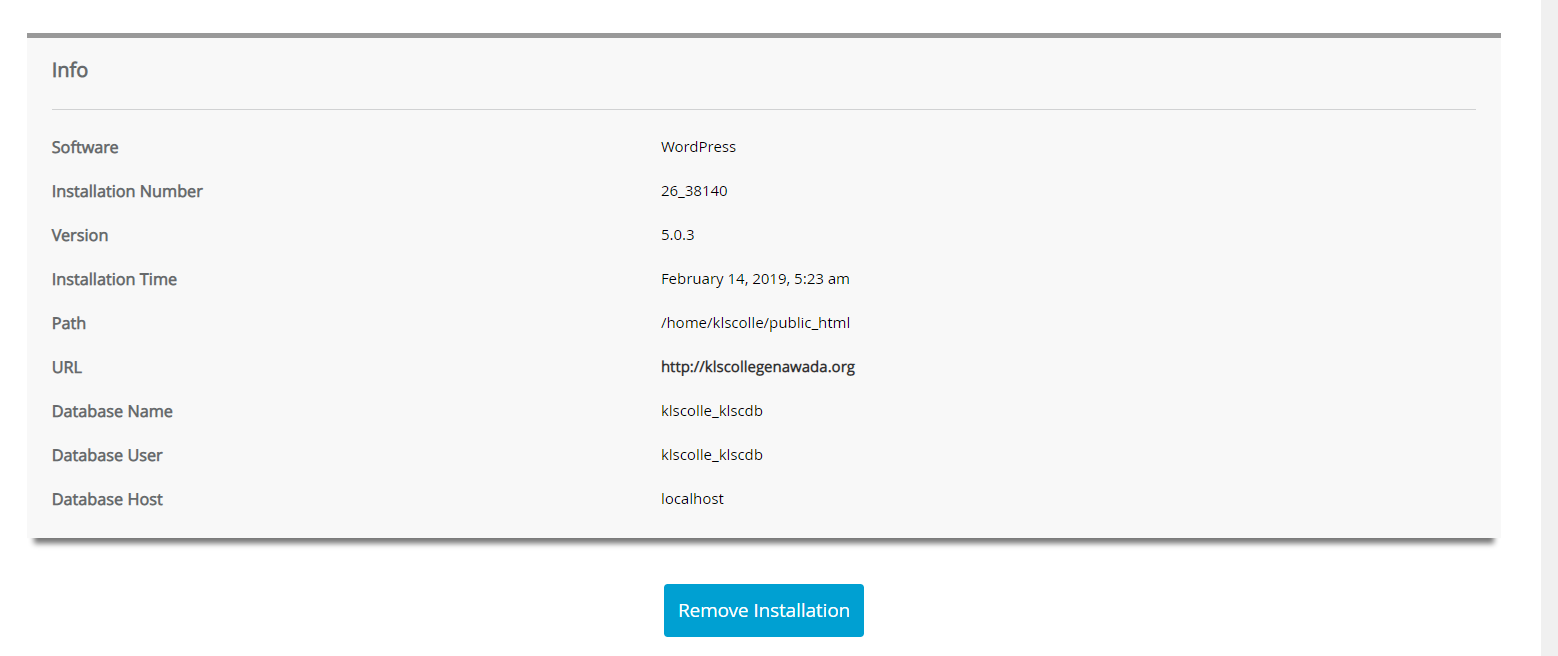 Info
Software WordPress
Installation Number 26_38140
Version 5.0.3
Installation Time February 14, 2019, 5:23 am
Path /home/klscolle/public_html
URL http://klscollegenawada.org
Database Name klscolle_klscdb
Database User klscolle_klscdb
Database Host localhost
Remove Installation